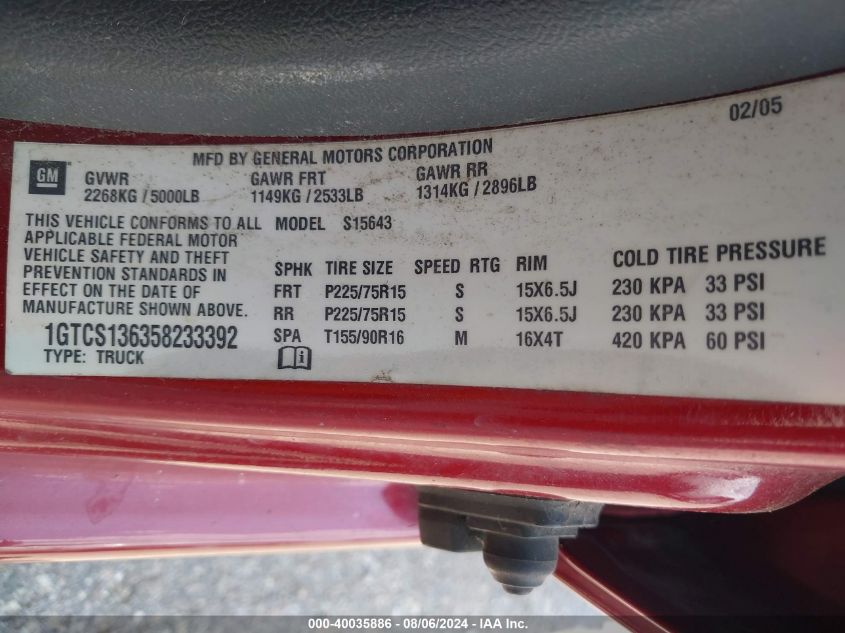 02/05
MFD BY GENERAL MOTORS CORPORATION
GM
GVWR GAWR FRT GAWR RR
2268KG / 5000LB 1149KG / 2533LB 1314KG / 2896LB
THIS VEHICLE CONFORMS TO ALL
APPLICABLE FEDERAL MOTOR
VEHICLE SAFETY AND THEFT
PREVENTION STANDARDS IN
EFFECT ON THE DATE OF
MANUFACTURE SHOWN ABOVE.
1GTCS136358233392
TYPE: TRUCK
MODEL S15643
SPHK TIRE SIZE SPEED RTG RIM COLD TIRE PRESSURE
FRT P225/75R15 S 15X6.5J 230 KPA 33 PSI
RR P225/75R15 S 15X6.5J 230 KPA 33 PSI
SPA T155/90R16 M 16X4T 420 KPA 60 PSI
000-40035886 - 08/06/2024 - IAA Inc.